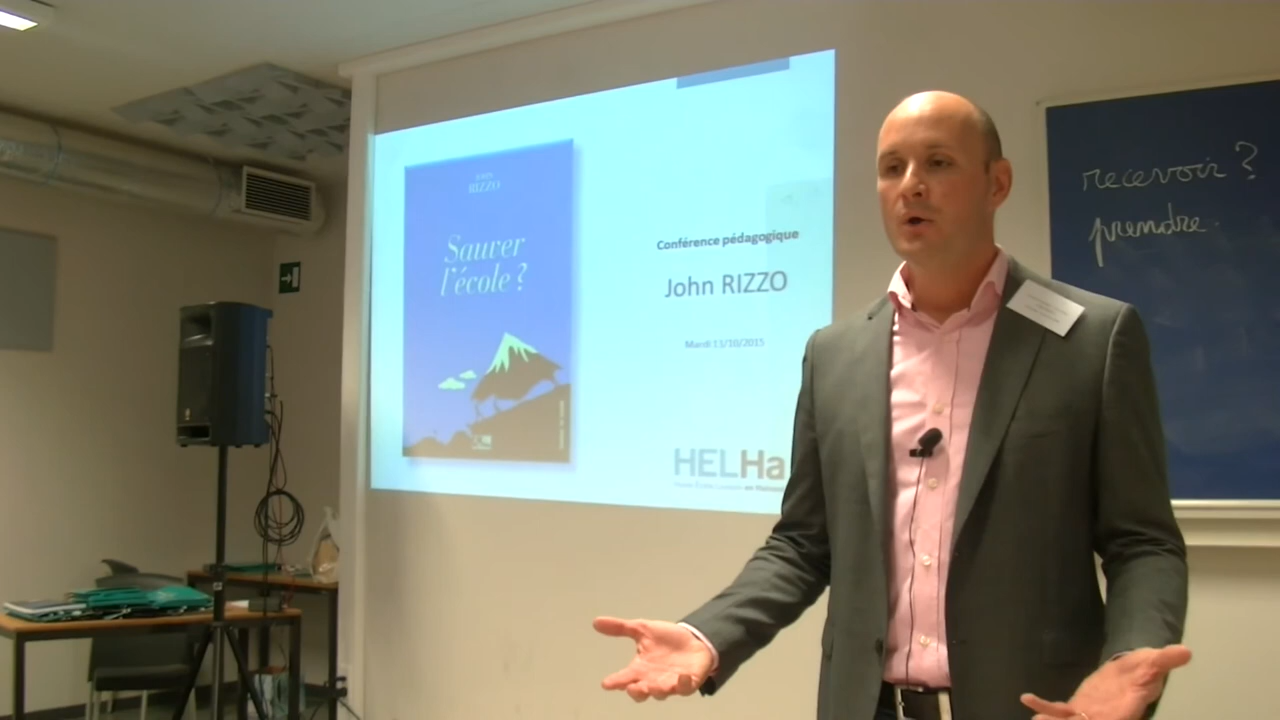 JOHN
RIZZO
Sauver
l'école ?
Conférence pédagogique
John RIZZO
Mardi 13/10/2015
HELHa
recevoir ?
prendre.